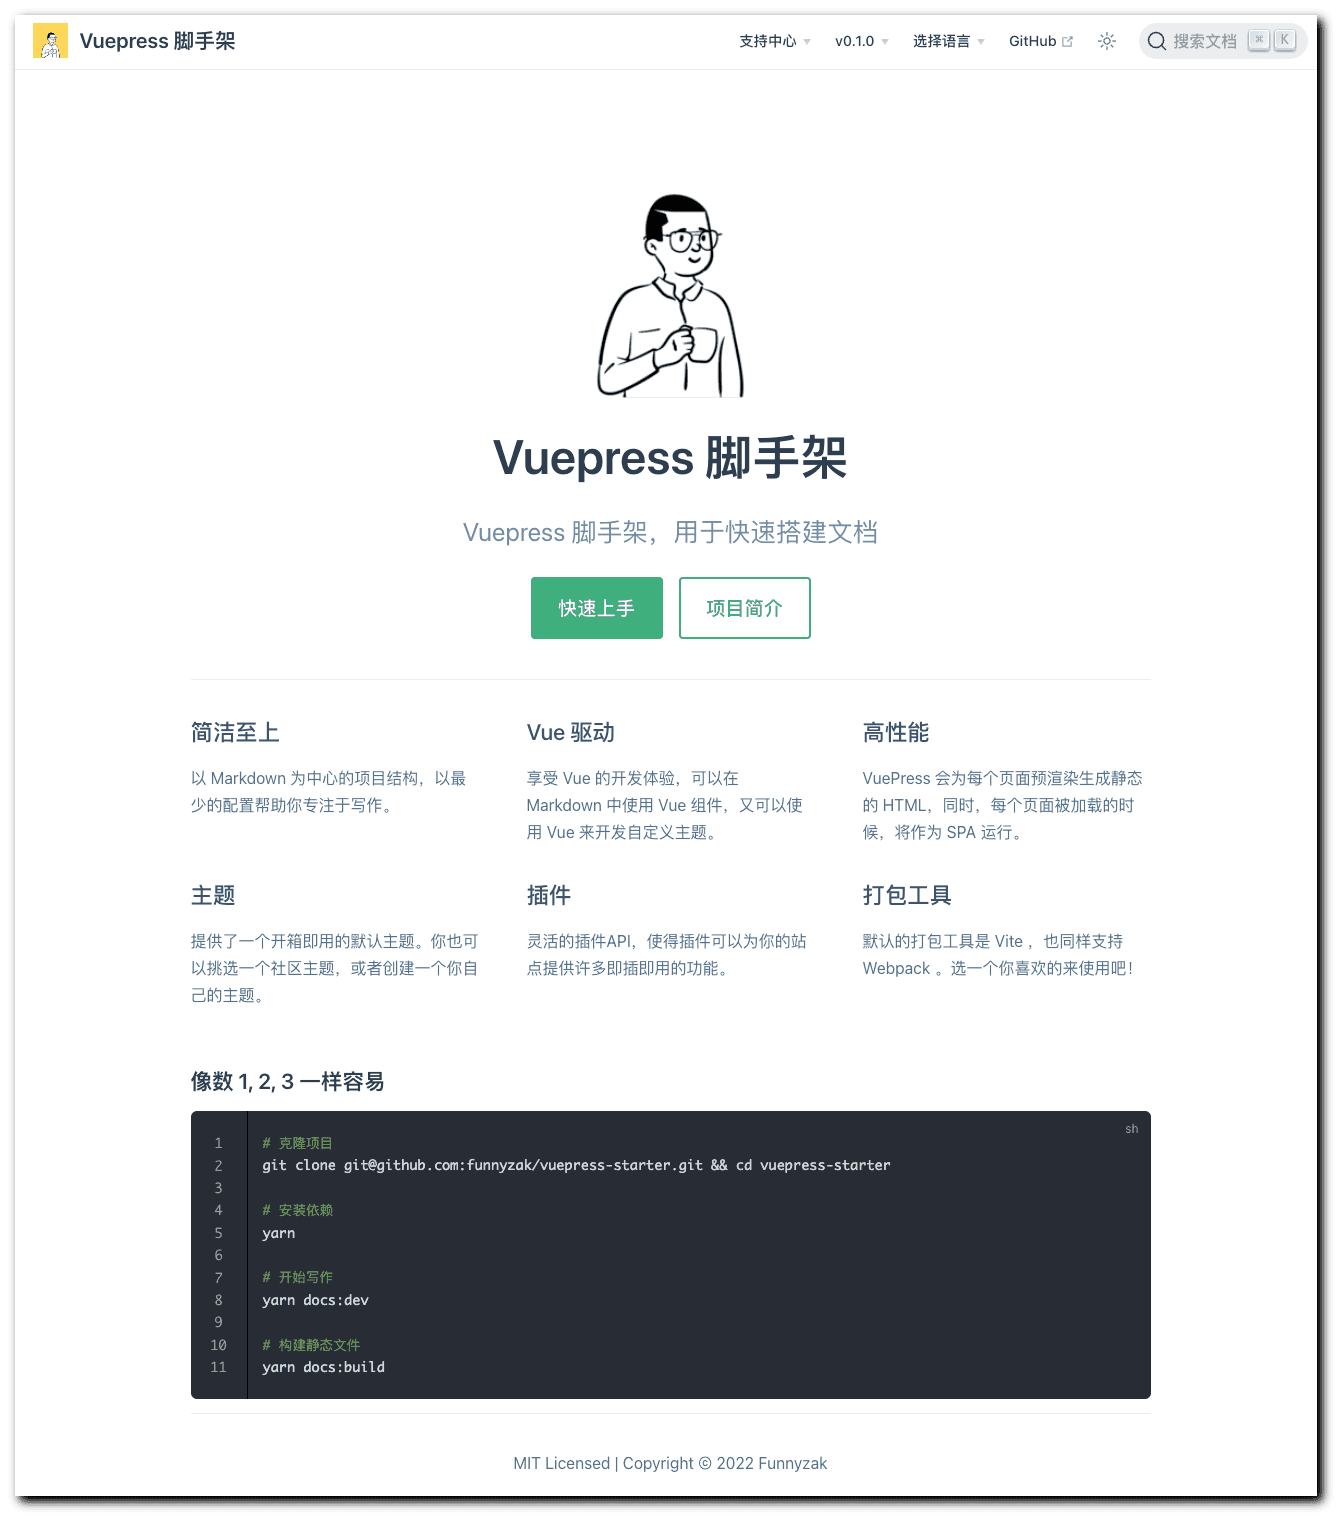 Vuepress 脚手架
支持中心 v0.1.0 选择语言 GitHub 搜索文档 ⌘ K
Vuepress 脚手架
Vuepress 脚手架，用于快速搭建文档
快速上手 项目简介
简洁至上
以 Markdown 为中心的项目结构，以最
少的配置帮助你专注于写作。
Vue 驱动
享受 Vue 的开发体验，可以在
Markdown 中使用 Vue 组件，又可以使
用 Vue 来开发自定义主题。
高性能
VuePress 会为每个页面预渲染生成静态
的 HTML，同时，每个页面被加载的时
候，将作为 SPA 运行。
主题
提供了一个开箱即用的默认主题。你也可
以挑选一个社区主题，或者创建一个你自
己的主题。
插件
灵活的插件API，使得插件可以为你的站
点提供许多即插即用的功能。
打包工具
默认的打包工具是 Vite ，也同样支持
Webpack 。选一个你喜欢的来使用吧！
像数 1, 2, 3 一样容易
sh
1 # 克隆项目
2 git clone git@github.com:funnyzak/vuepress-starter.git && cd vuepress-starter
3
4 # 安装依赖
5 yarn
6
7 # 开始写作
8 yarn docs:dev
9
10 # 构建静态文件
11 yarn docs:build
MIT Licensed | Copyright © 2022 Funnyzak